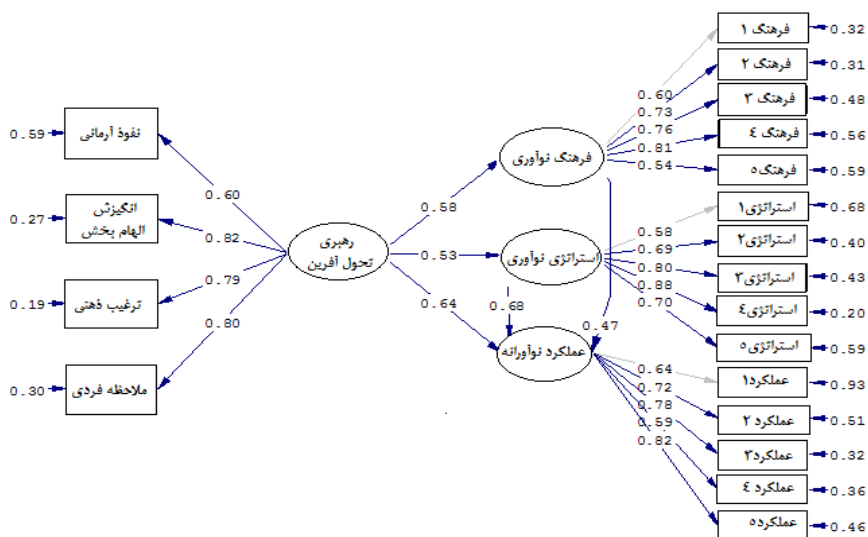 0.59
نفوذ آرمانی
0.27
انگیزش
الهام بخش
0.19
ترغیب ذهنی
0.30
ملاحظه فردی
0.60
0.82
0.79
0.80
رهبری
تحول آفرین
0.58
0.53
0.64
فرهنگ نوآوری
استراتژی نوآوری
عملکرد نوآورانه
0.68
0.47
0.60
0.73
0.76
0.81
0.54
0.58
0.69
0.80
0.88
0.70
0.64
0.72
0.78
0.59
0.82
فرهنگ ۱
0.32
فرهنگ ۲
0.31
فرهنگ ۳
0.48
فرهنگ ٤
0.56
فرهنگ٥
0.59
استراتژی۱
0.68
استراتژی۲
0.40
استراتژی۳
0.43
استراتژی٤
0.20
استراتژی٥
0.59
عملکرد۱
0.93
عملکرد ۲
0.51
عملکرد۳
0.32
عملکرد ٤
0.36
عملکرد٥
0.46